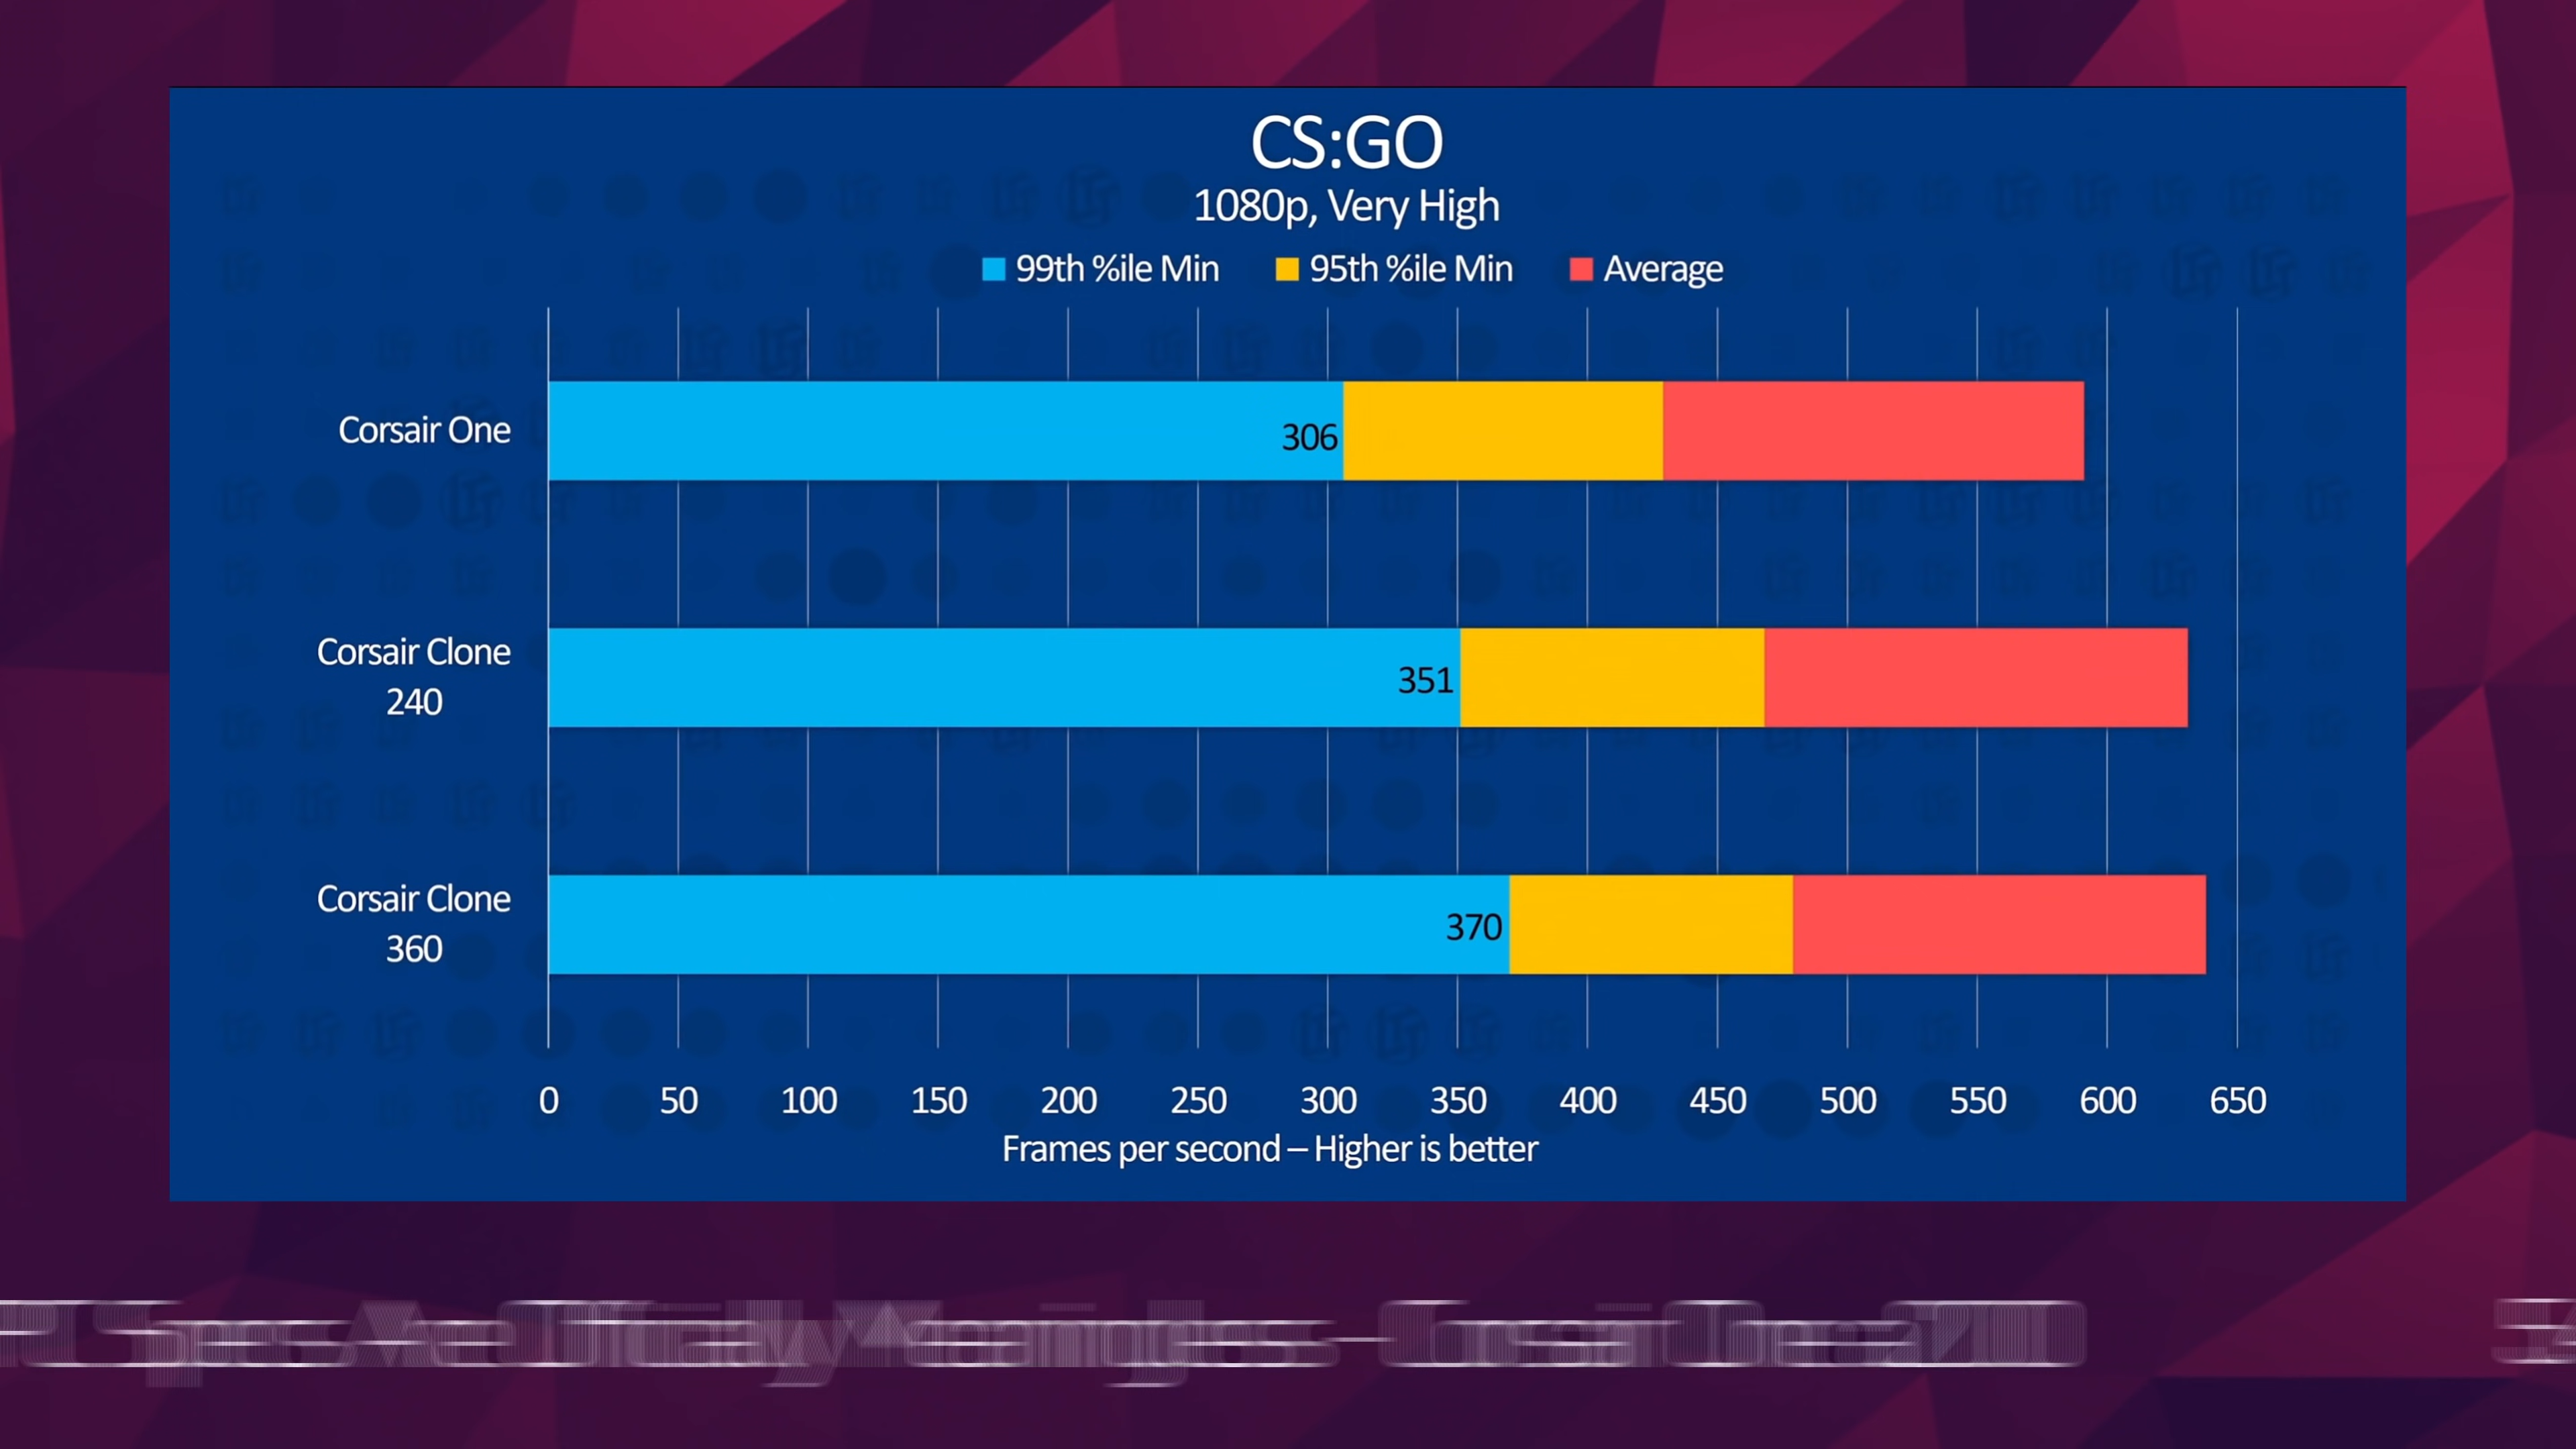 CS:GO
1080p, Very High
99th %ile Min 95th %ile Min Average
Corsair One
306
Corsair Clone
240
351
Corsair Clone
360
370
0 50 100 150 200 250 300 350 400 450 500 550 600 650
Frames per second – Higher is better